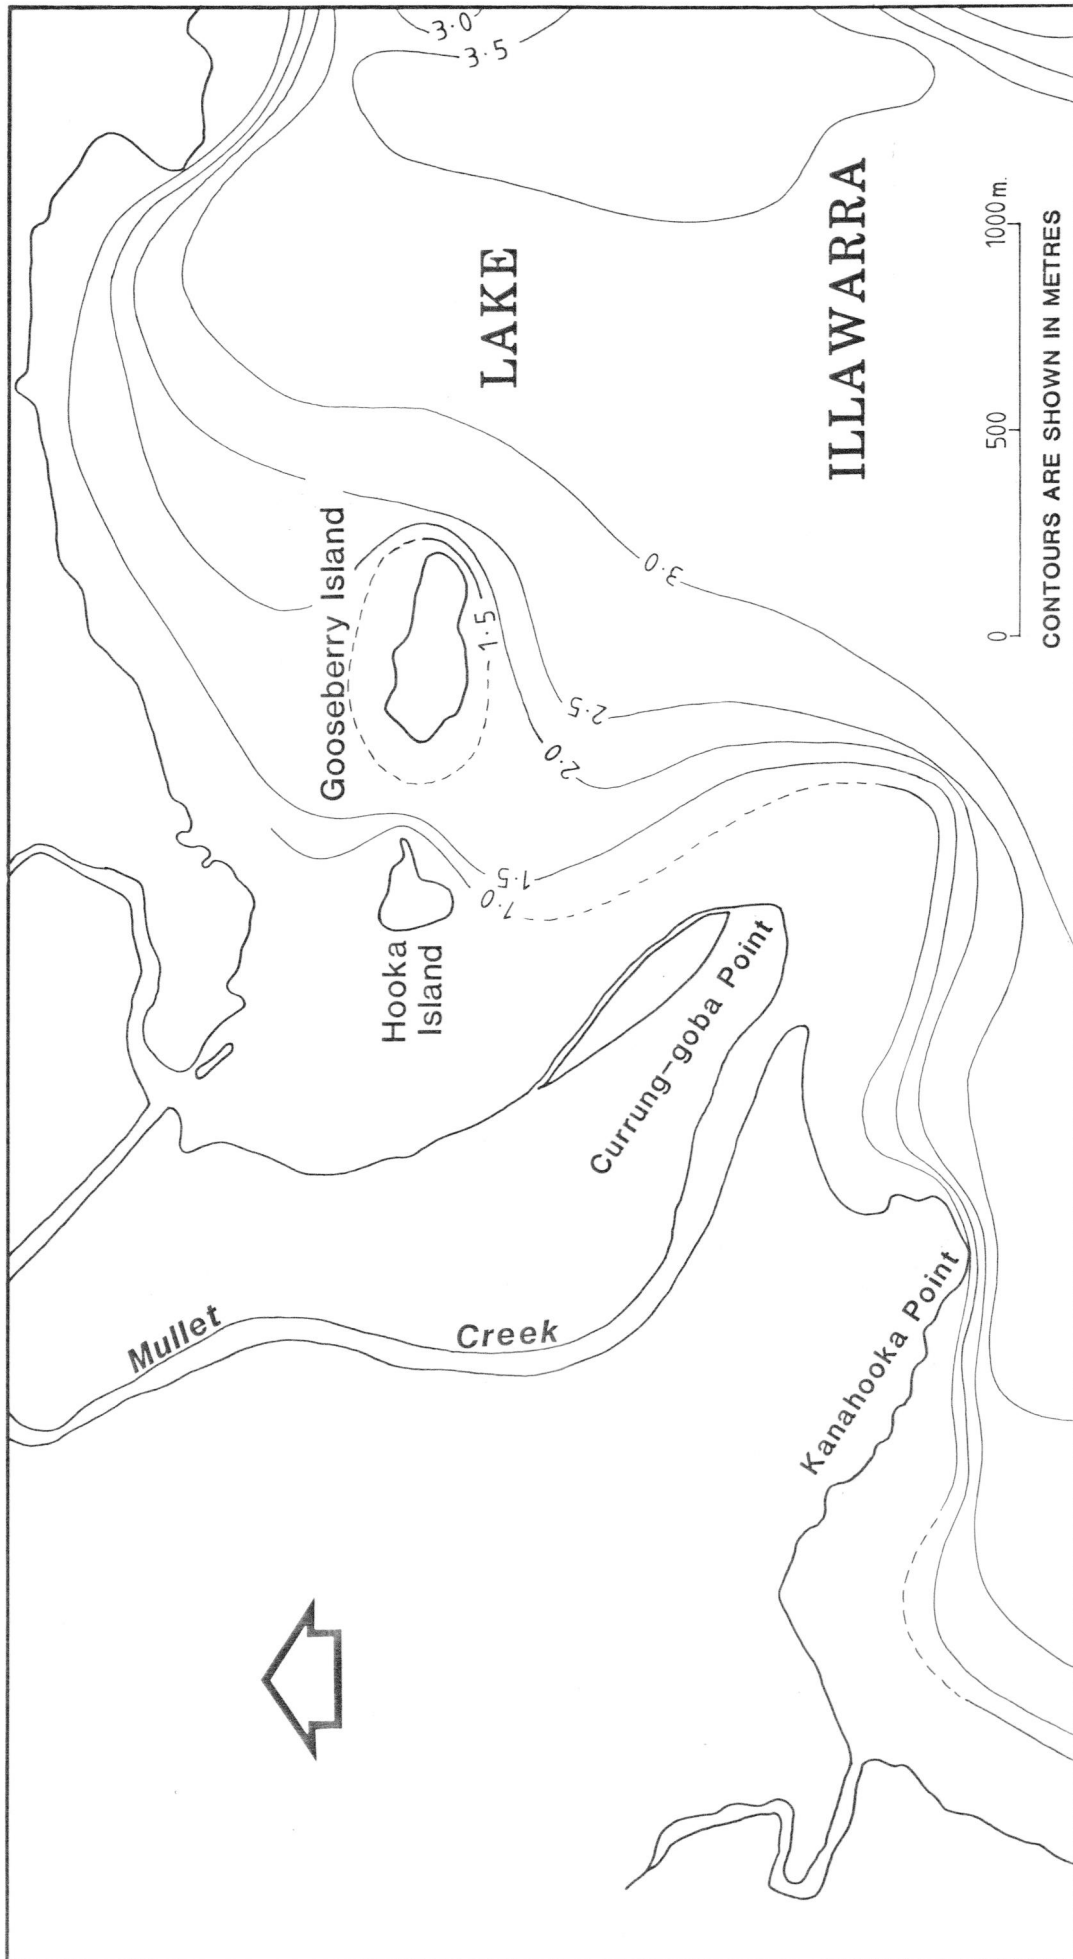 Mullet
Creek
Hooka
Island
Gooseberry Island
Currung-goba Point
Kanahooka Point
LAKE
ILLAWARRA
3·0
3·5
1·5
2·0
2·5
3·0
1·5
1·0
0 500 1000m.
CONTOURS ARE SHOWN IN METRES